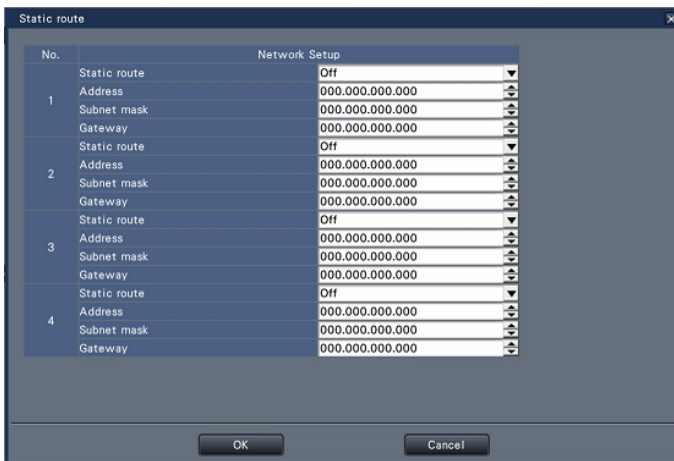 Static route
No. Network Setup
1
Static route Off
Address 000.000.000.000
Subnet mask 000.000.000.000
Gateway 000.000.000.000
2
Static route Off
Address 000.000.000.000
Subnet mask 000.000.000.000
Gateway 000.000.000.000
3
Static route Off
Address 000.000.000.000
Subnet mask 000.000.000.000
Gateway 000.000.000.000
4
Static route Off
Address 000.000.000.000
Subnet mask 000.000.000.000
Gateway 000.000.000.000
OK Cancel